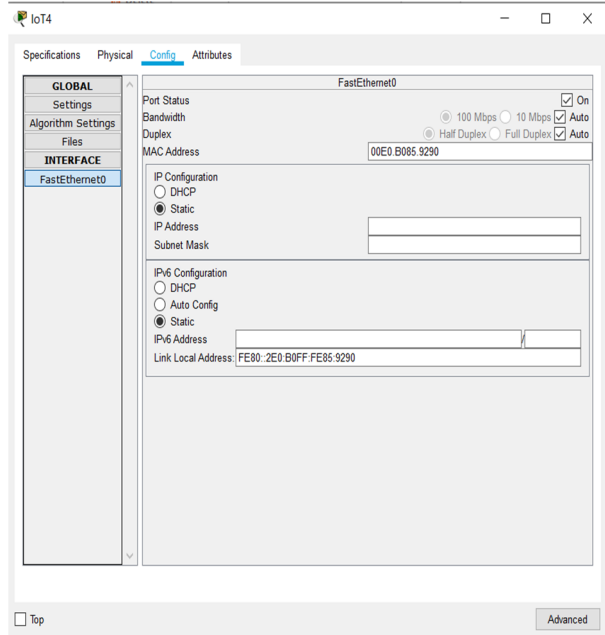 IoT4
Specifications Physical Config Attributes
GLOBAL
Settings
Algorithm Settings
Files
INTERFACE
FastEthernet0
FastEthernet0
Port Status On
Bandwidth 100 Mbps 10 Mbps Auto
Duplex Half Duplex Full Duplex Auto
MAC Address 00E0.B085.9290
IP Configuration
DHCP
Static
IP Address
Subnet Mask
IPv6 Configuration
DHCP
Auto Config
Static
IPv6 Address /
Link Local Address: FE80::2E0:B0FF:FE85:9290
Top Advanced